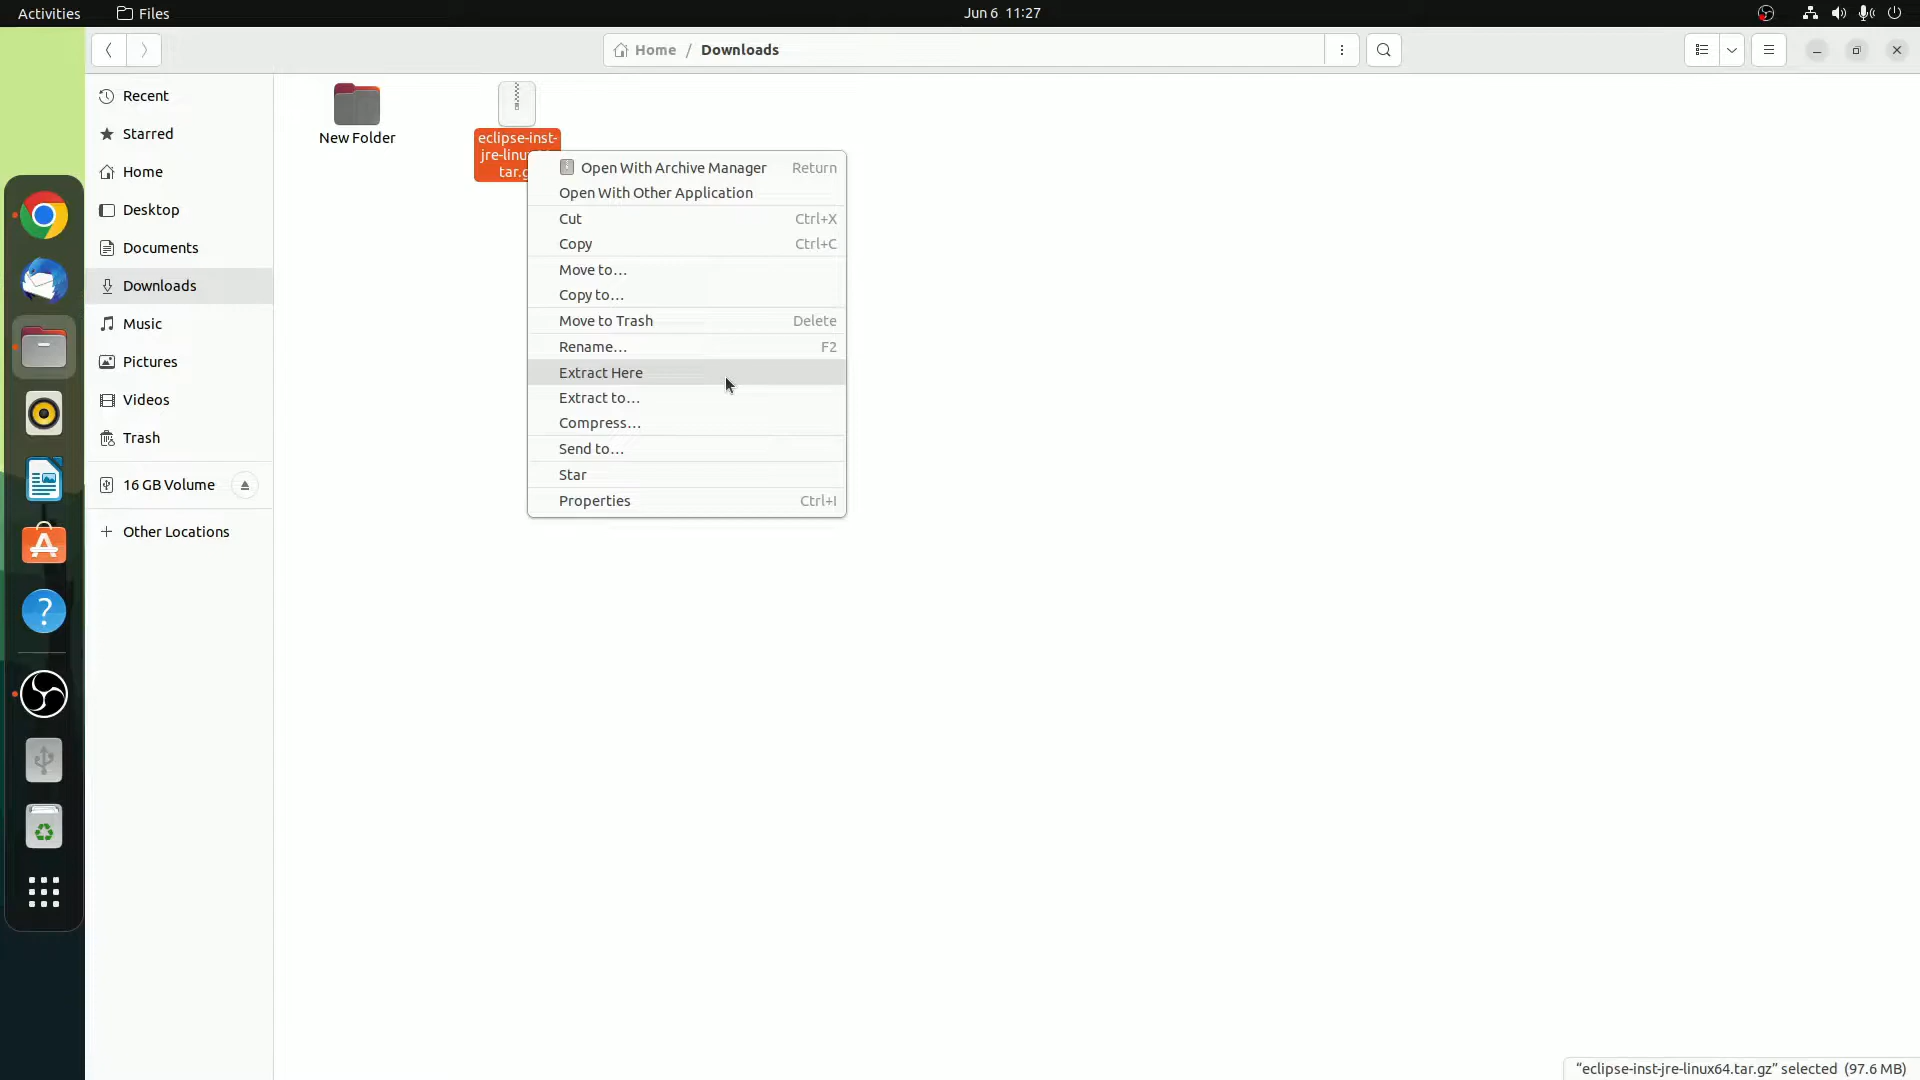 Activities
Files
Jun 6 11:27
Home / Downloads
Recent
Starred
Home
Desktop
Documents
Downloads
Music
Pictures
Videos
Trash
16 GB Volume
Other Locations
New Folder
eclipse-inst-
jre-linu
tar.g
Open With Archive Manager Return
Open With Other Application
Cut Ctrl+X
Copy Ctrl+C
Move to…
Copy to…
Move to Trash Delete
Rename… F2
Extract Here
Extract to…
Compress…
Send to…
Star
Properties Ctrl+I
“eclipse-inst-jre-linux64.tar.gz” selected (97.6 MB)